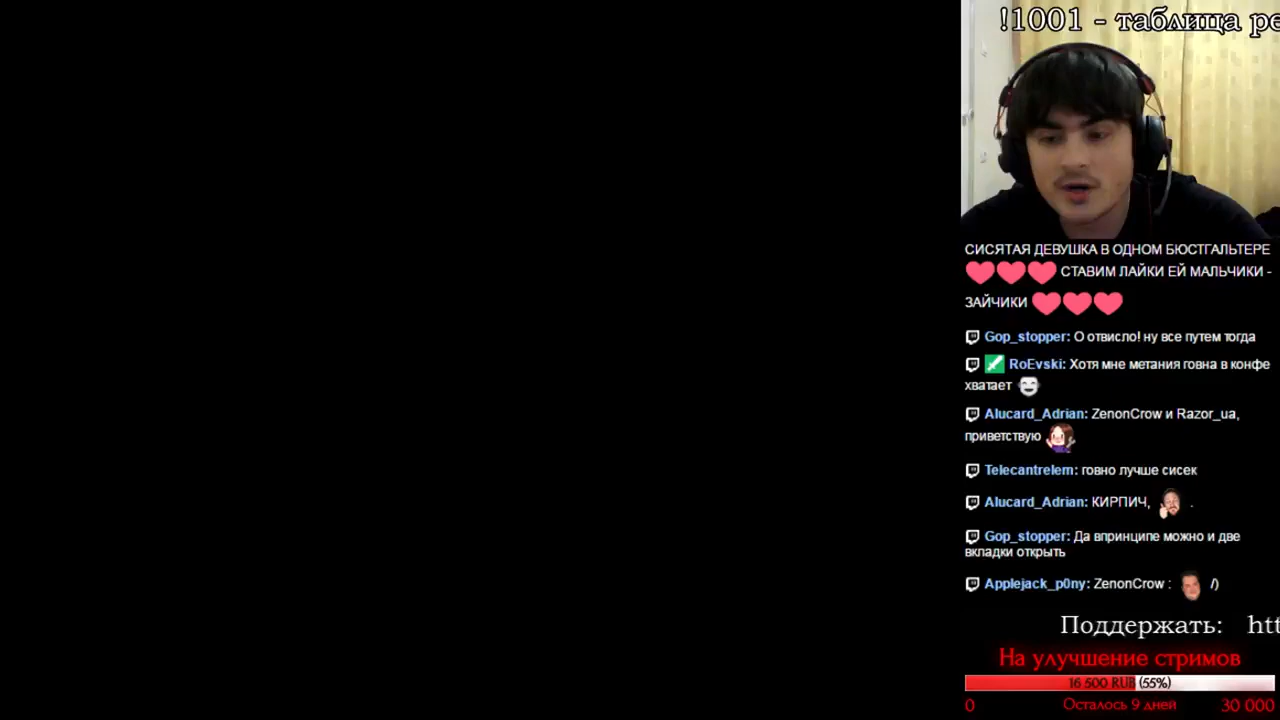 !1001 - таблица ре
СИСЯТАЯ ДЕВУШКА В ОДНОМ БЮСТГАЛЬТЕРЕ
СТАВИМ ЛАЙКИ ЕЙ МАЛЬЧИКИ -
ЗАЙЧИКИ
Gop_stopper: О отвисло! ну все путем тогда
RoEvski: Хотя мне метания говна в конфе
хватает
Alucard_Adrian: ZenonCrow и Razor_ua,
приветствую
Telecantrelem: говно лучше сисек
Alucard_Adrian: КИРПИЧ, .
Gop_stopper: Да впринципе можно и две
вкладки открыть
Applejack_p0ny: ZenonCrow : /)
Поддержать: htt
На улучшение стримов
16 500 RUB (55%)
0 Осталось 9 дней 30 000